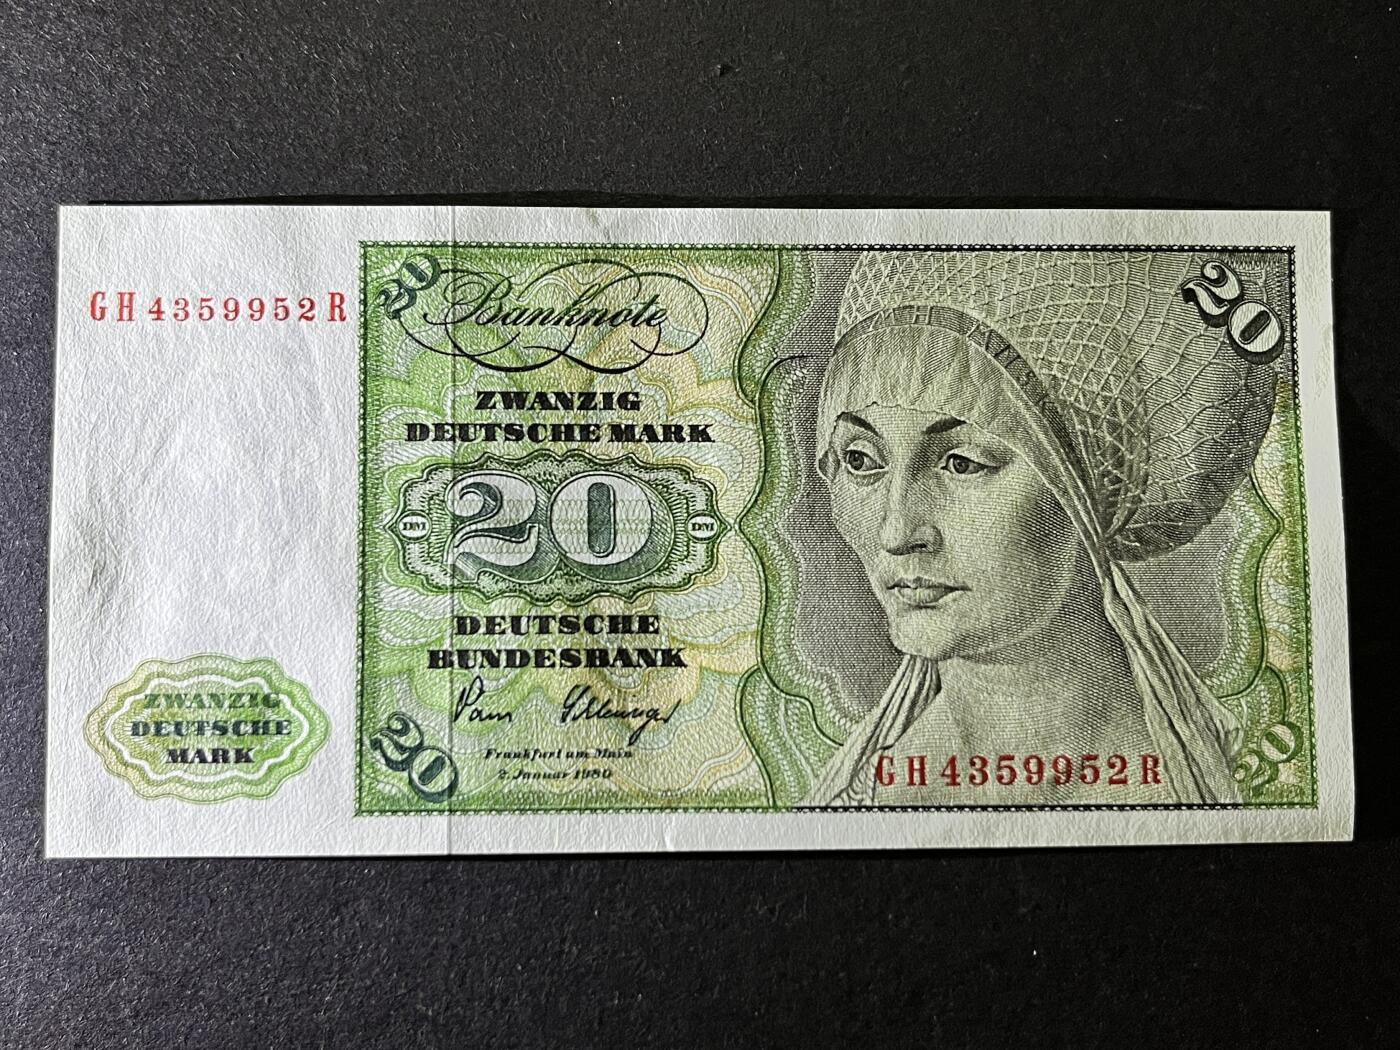 GH4359952R
20
Banknote
20
ZWANZIG
DEUTSCHE MARK
DM
20
DM
DEUTSCHE
BUNDESBANK
ZWANZIG
DEUTSCHE
MARK
20
Frankfurt am Main
2. Januar 1980
GH4359952R
20